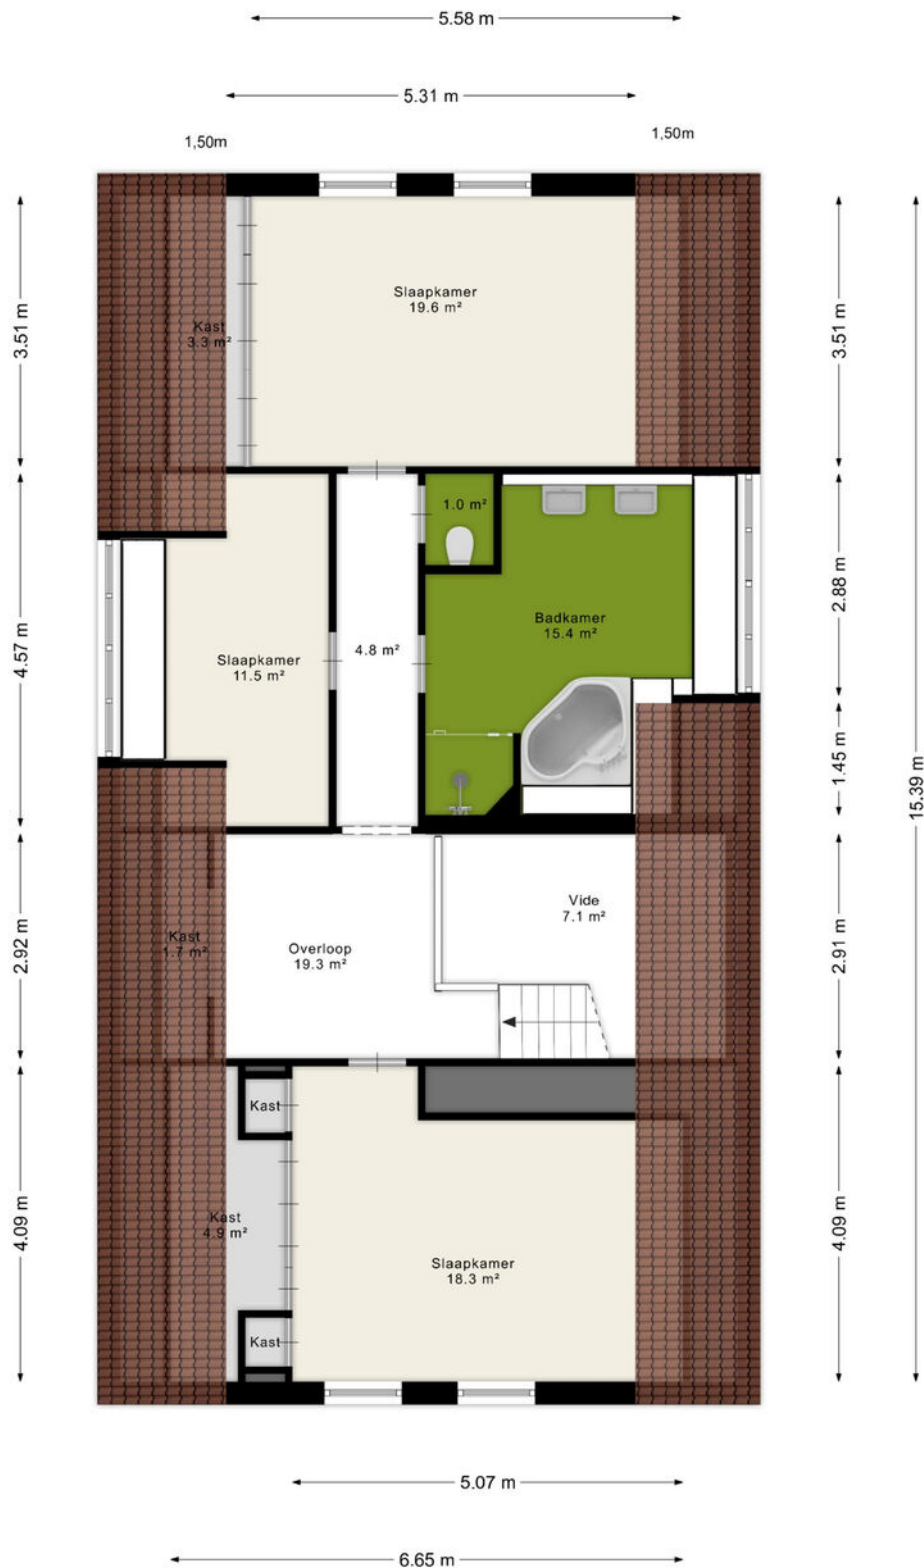 5.58 m
5.31 m
1,50m
1,50m
3.51 m
3.51 m
15.39 m
Slaapkamer
19.6 m²
Kast
3.3 m²
1.0 m²
2.88 m
4.57 m
Badkamer
15.4 m²
4.8 m²
Slaapkamer
11.5 m²
1.45 m
Vide
7.1 m²
Kast
1.7 m²
Overloop
19.3 m²
2.92 m
2.91 m
Kast
Kast
4.9 m²
4.09 m
4.09 m
Slaapkamer
18.3 m²
Kast
5.07 m
6.65 m